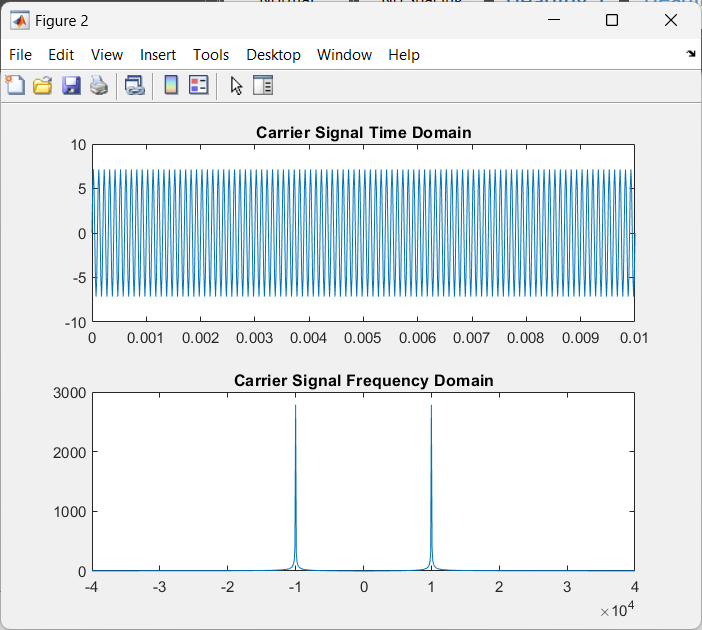 Figure 2
File Edit View Insert Tools Desktop Window Help
Carrier Signal Time Domain
10
5
0
-5
-10
0 0.001 0.002 0.003 0.004 0.005 0.006 0.007 0.008 0.009 0.01
Carrier Signal Frequency Domain
3000
2000
1000
0
-4 -3 -2 -1 0 1 2 3 4
×10⁴